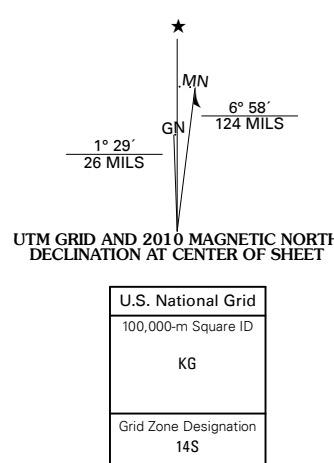 ★
MN
GN
6° 58´
124 MILS
1° 29´
26 MILS
UTM GRID AND 2010 MAGNETIC NORTH
DECLINATION AT CENTER OF SHEET
U.S. National Grid
100,000-m Square ID
KG
Grid Zone Designation
14S